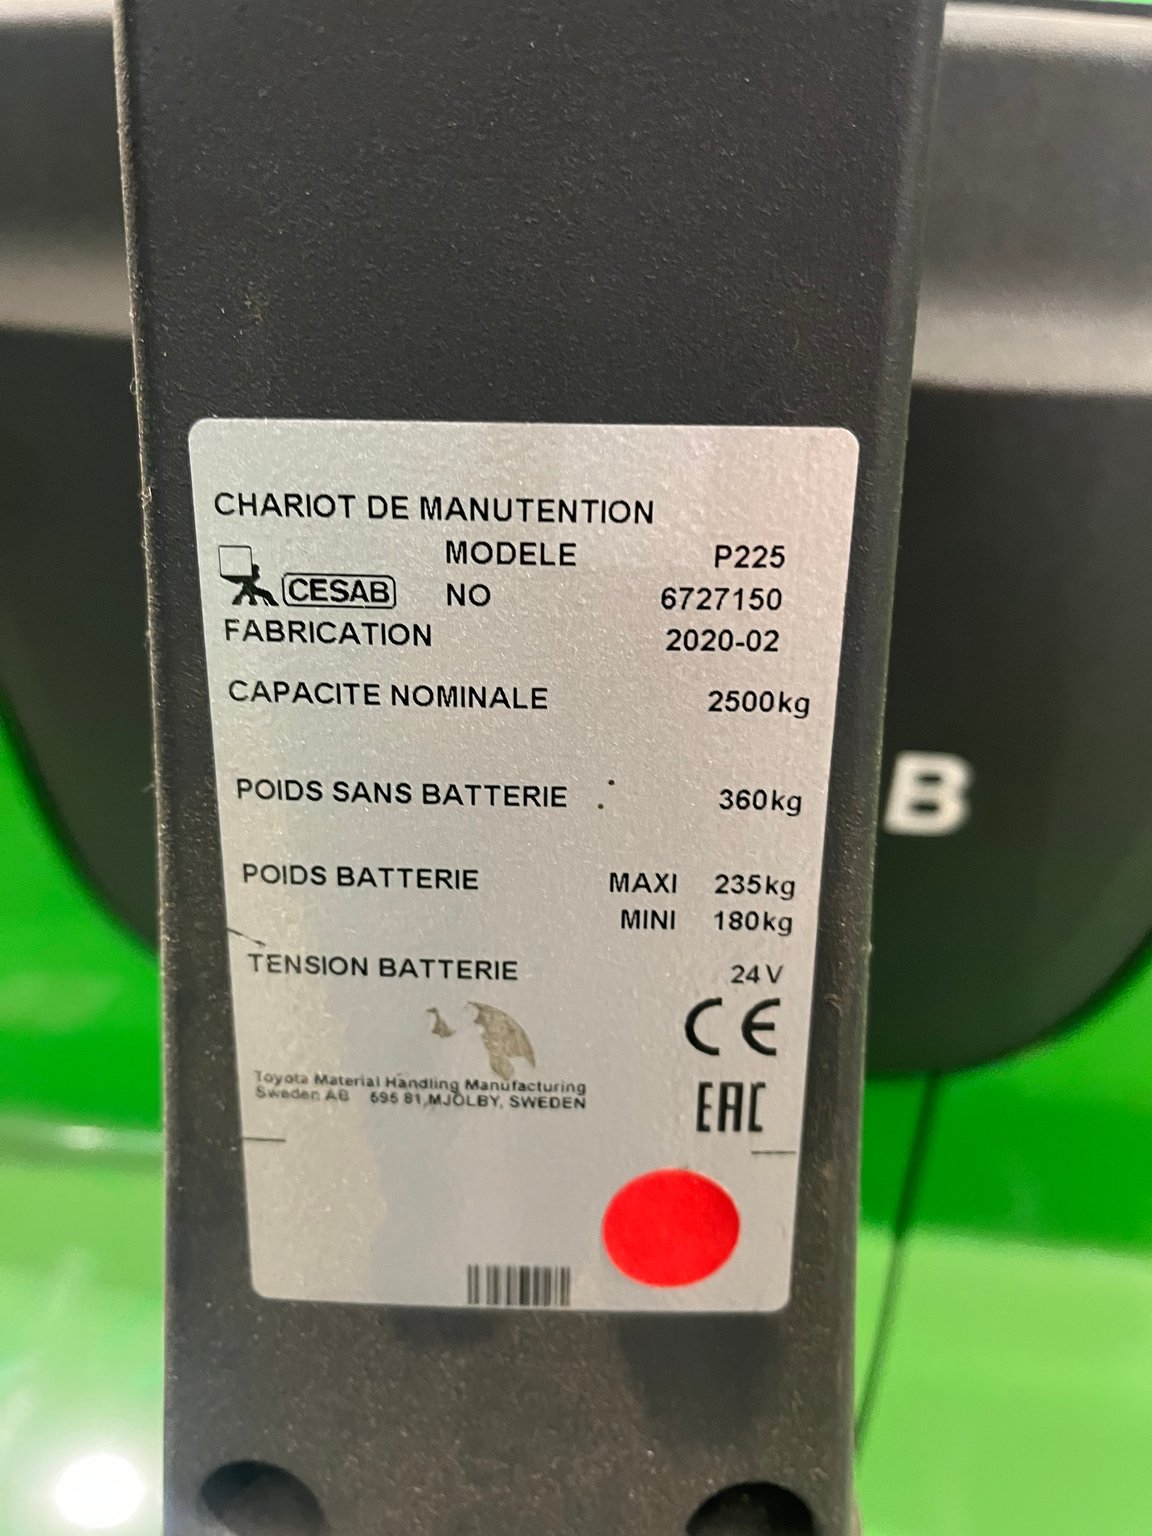 CHARIOT DE MANUTENTION
MODELE P225
CESAB NO 6727150
FABRICATION 2020-02
CAPACITE NOMINALE 2500kg
POIDS SANS BATTERIE 360kg
POIDS BATTERIE MAXI 235kg
MINI 180kg
TENSION BATTERIE 24V
CE
Toyota Material Handling Manufacturing
Sweden AB 595 81 MJÖLBY, SWEDEN
EAC
B